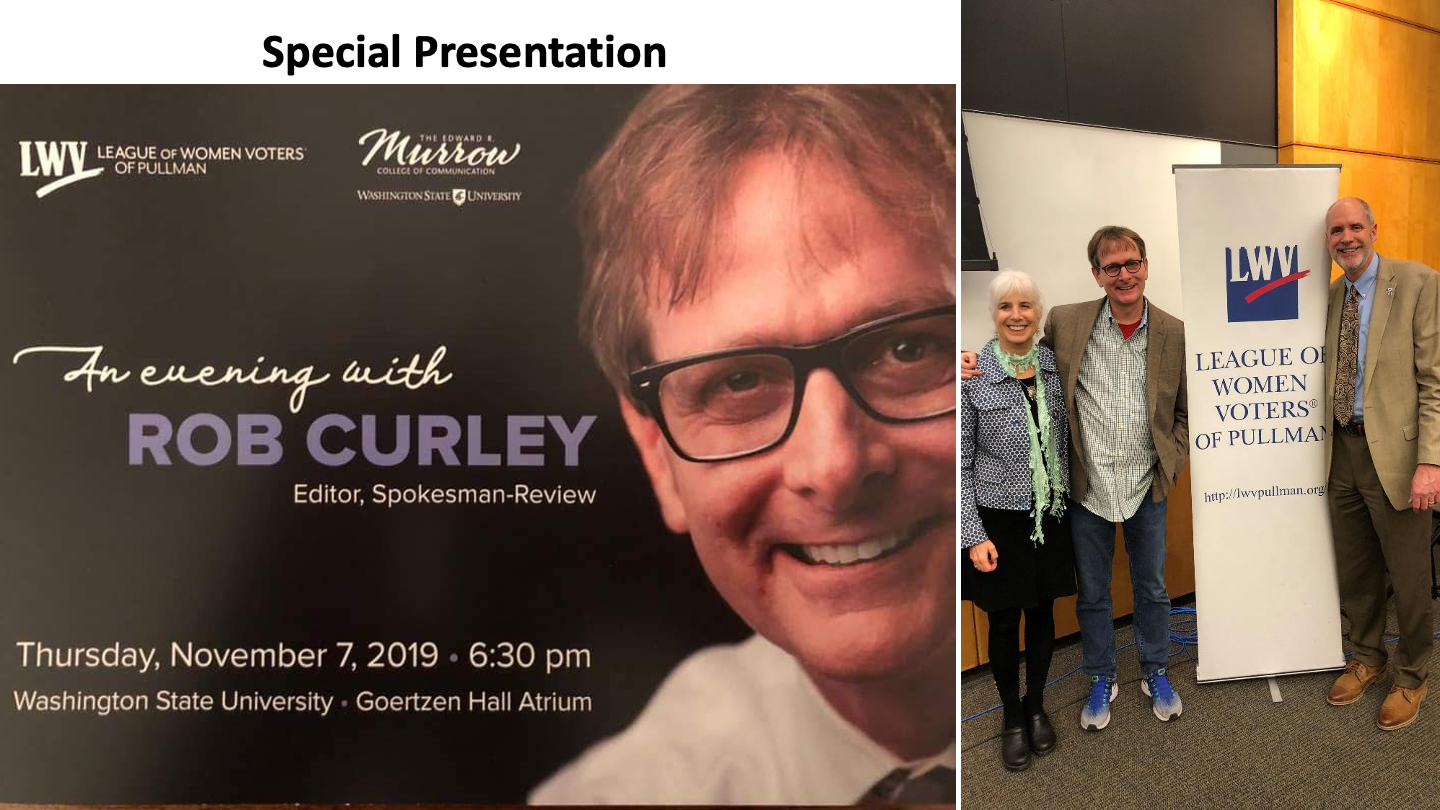 Special Presentation
LWV LEAGUE OF WOMEN VOTERS®
OF PULLMAN
THE EDWARD R.
Murrow
COLLEGE OF COMMUNICATION
WASHINGTON STATE UNIVERSITY
An evening with
ROB CURLEY
Editor, Spokesman-Review
Thursday, November 7, 2019 • 6:30 pm
Washington State University • Goertzen Hall Atrium
LWV
LEAGUE OF
WOMEN
VOTERS®
OF PULLMAN
http://lwvpullman.org/